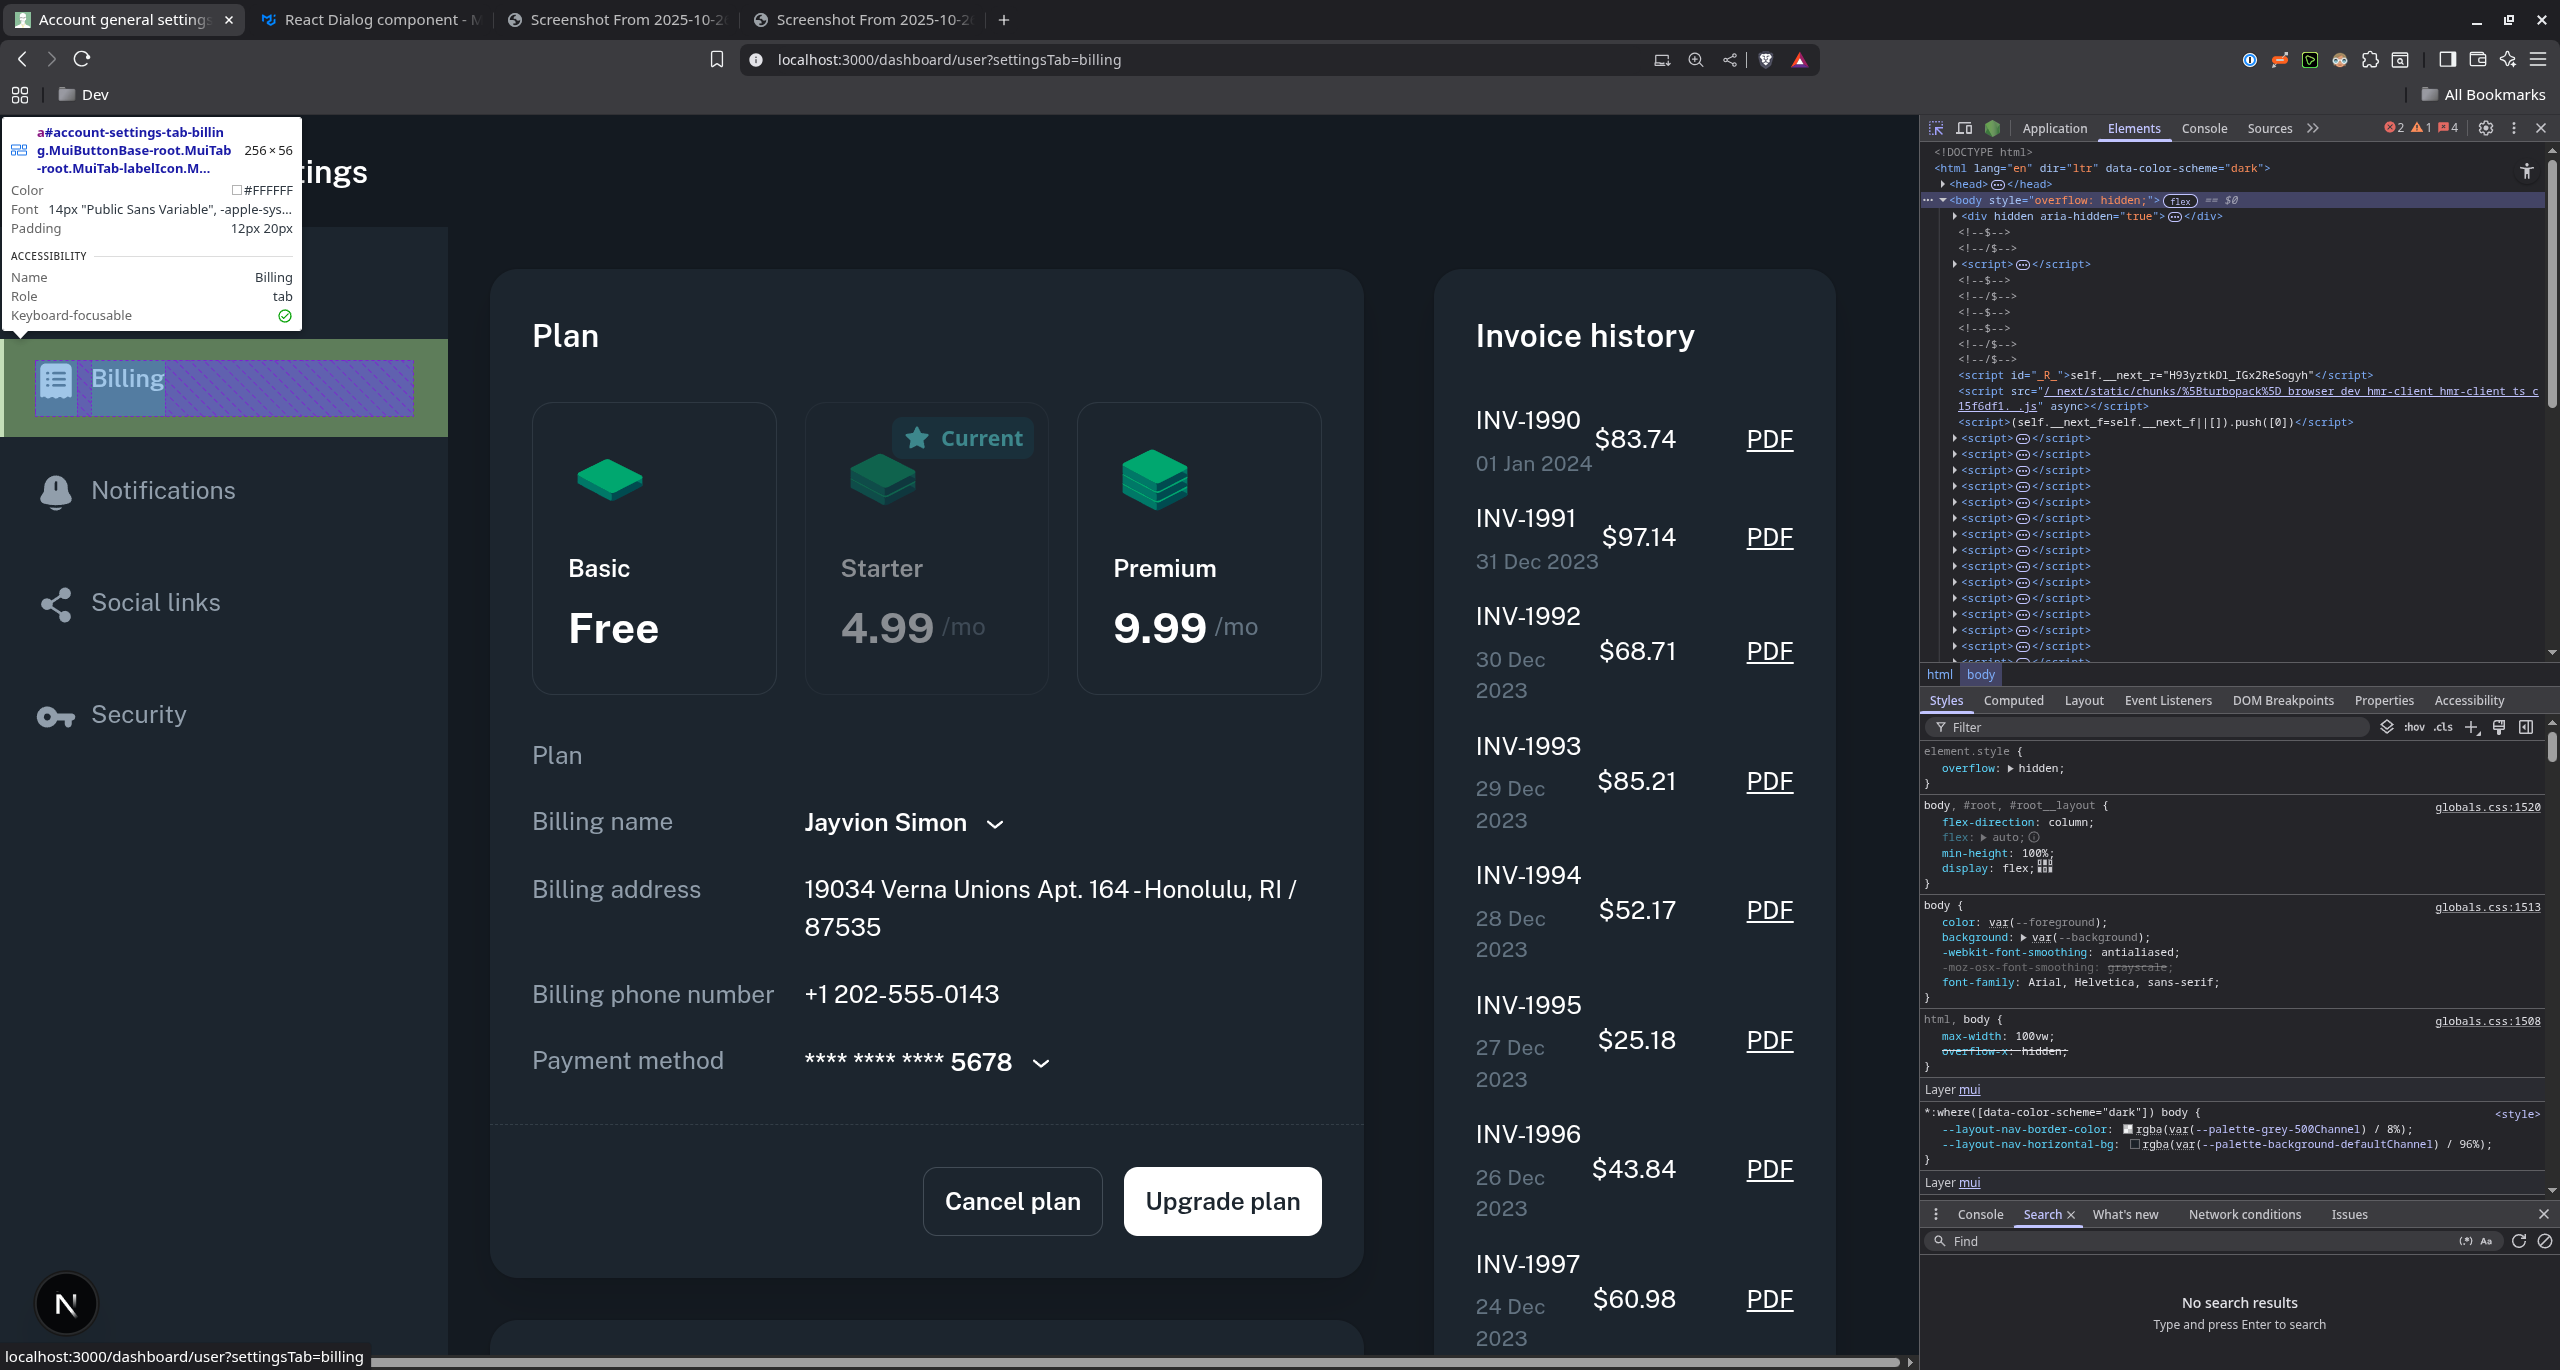 Account general settings
React Dialog component - M
Screenshot From 2025-10-2
Screenshot From 2025-10-2
localhost:3000/dashboard/user?settingsTab=billing
Dev
All Bookmarks
a#account-settings-tab-billin
g.MuiButtonBase-root.MuiTab
-root.MuiTab-labelIcon.M...
256 × 56
Color #FFFFFF
Font 14px "Public Sans Variable", -apple-sys...
Padding 12px 20px
ACCESSIBILITY
Name Billing
Role tab
Keyboard-focusable
tings
Billing
Notifications
Social links
Security
Plan
Basic
Free
Current
Starter
4.99 /mo
Premium
9.99 /mo
Plan
Billing name Jayvion Simon
Billing address 19034 Verna Unions Apt. 164 - Honolulu, RI /
87535
Billing phone number +1 202-555-0143
Payment method **** **** **** 5678
Cancel plan Upgrade plan
Invoice history
INV-1990
01 Jan 2024
$83.74 PDF
INV-1991
31 Dec 2023
$97.14 PDF
INV-1992
30 Dec
2023
$68.71 PDF
INV-1993
29 Dec
2023
$85.21 PDF
INV-1994
28 Dec
2023
$52.17 PDF
INV-1995
27 Dec
2023
$25.18 PDF
INV-1996
26 Dec
2023
$43.84 PDF
INV-1997
24 Dec
2023
$60.98 PDF
N
localhost:3000/dashboard/user?settingsTab=billing
Application Elements Console Sources 2 1 4
<!DOCTYPE html>
<html lang="en" dir="ltr" data-color-scheme="dark">
<head></head>
<body style="overflow: hidden;"> flex == $0
<div hidden aria-hidden="true"></div>
<!--$-->
<!--/$-->
<script></script>
<!--$-->
<!--/$-->
<!--$-->
<!--$-->
<!--/$-->
<!--/$-->
<script id="_R_">self.__next_r="H93yztkDl_IGx2ReSogyh"</script>
<script src="/_next/static/chunks/%5Bturbopack%5D_browser_dev_hmr-client_hmr-client_ts_c
15f6df1._.js" async></script>
<script>(self.__next_f=self.__next_f||[]).push([0])</script>
<script></script>
<script></script>
<script></script>
<script></script>
<script></script>
<script></script>
<script></script>
<script></script>
<script></script>
<script></script>
<script></script>
<script></script>
<script></script>
<script></script>
html body
Styles Computed Layout Event Listeners DOM Breakpoints Properties Accessibility
Filter :hov .cls
element.style {
overflow: hidden;
}
body, #root, #root__layout { globals.css:1520
flex-direction: column;
flex: auto;
min-height: 100%;
display: flex;
}
body { globals.css:1513
color: var(--foreground);
background: var(--background);
-webkit-font-smoothing: antialiased;
-moz-osx-font-smoothing: grayscale;
font-family: Arial, Helvetica, sans-serif;
}
html, body { globals.css:1508
max-width: 100vw;
overflow-x: hidden;
}
Layer mui
*:where([data-color-scheme="dark"]) body { <style>
--layout-nav-border-color: rgba(var(--palette-grey-500Channel) / 8%);
--layout-nav-horizontal-bg: rgba(var(--palette-background-defaultChannel) / 96%);
}
Layer mui
Console Search What's new Network conditions Issues
Find (.*) Aa
No search results
Type and press Enter to search